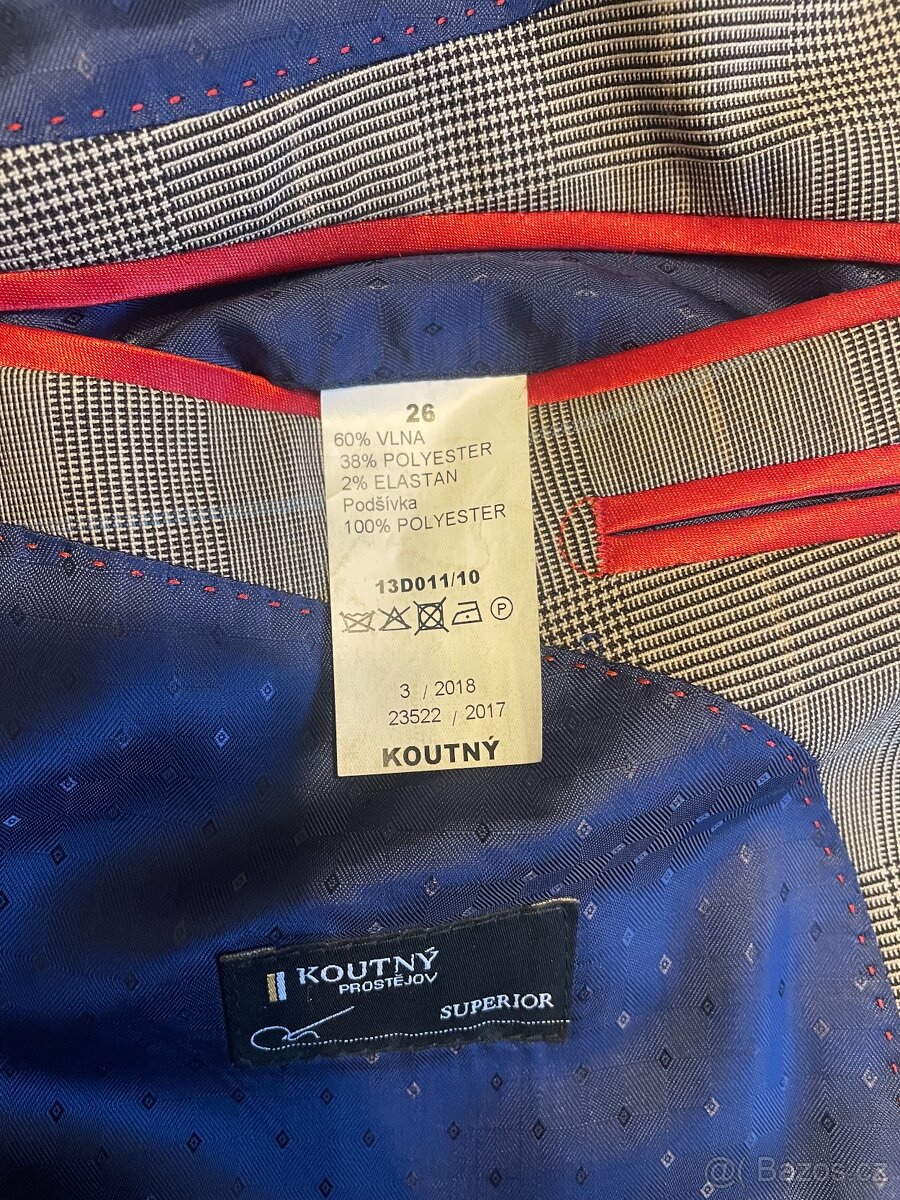 26
60% VLNA
38% POLYESTER
2% ELASTAN
Podšívka
100% POLYESTER
13D011/10
P
3 / 2018
23522 / 2017
KOUTNÝ
KOUTNÝ
PROSTĚJOV
SUPERIOR
@ Bazos.cz